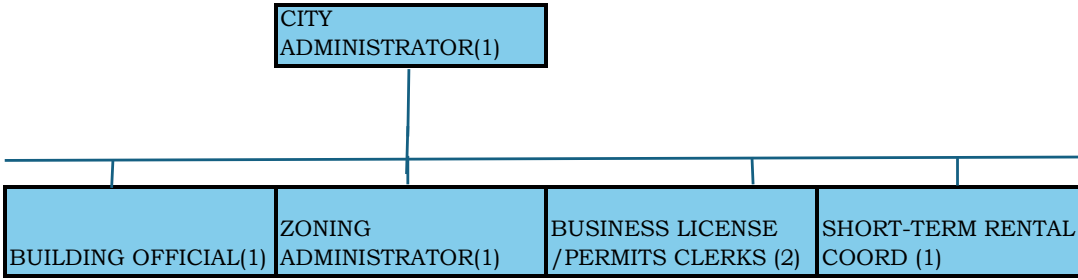 CITY
ADMINISTRATOR(1)
BUILDING OFFICIAL(1)
ZONING
ADMINISTRATOR(1)
BUSINESS LICENSE
/PERMITS CLERKS (2)
SHORT-TERM RENTAL
COORD (1)